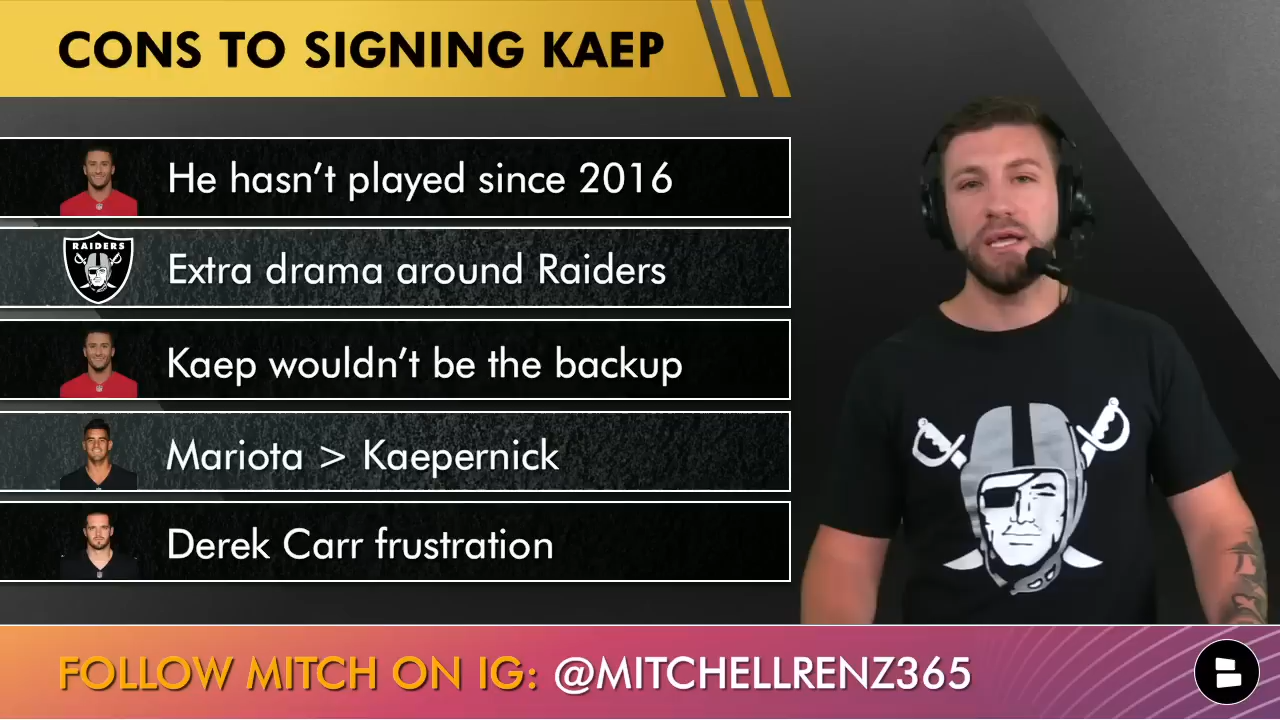 CONS TO SIGNING KAEP
He hasn't played since 2016
RAIDERS
Extra drama around Raiders
Kaep wouldn't be the backup
Mariota > Kaepernick
Derek Carr frustration
FOLLOW MITCH ON IG: @MITCHELLRENZ365